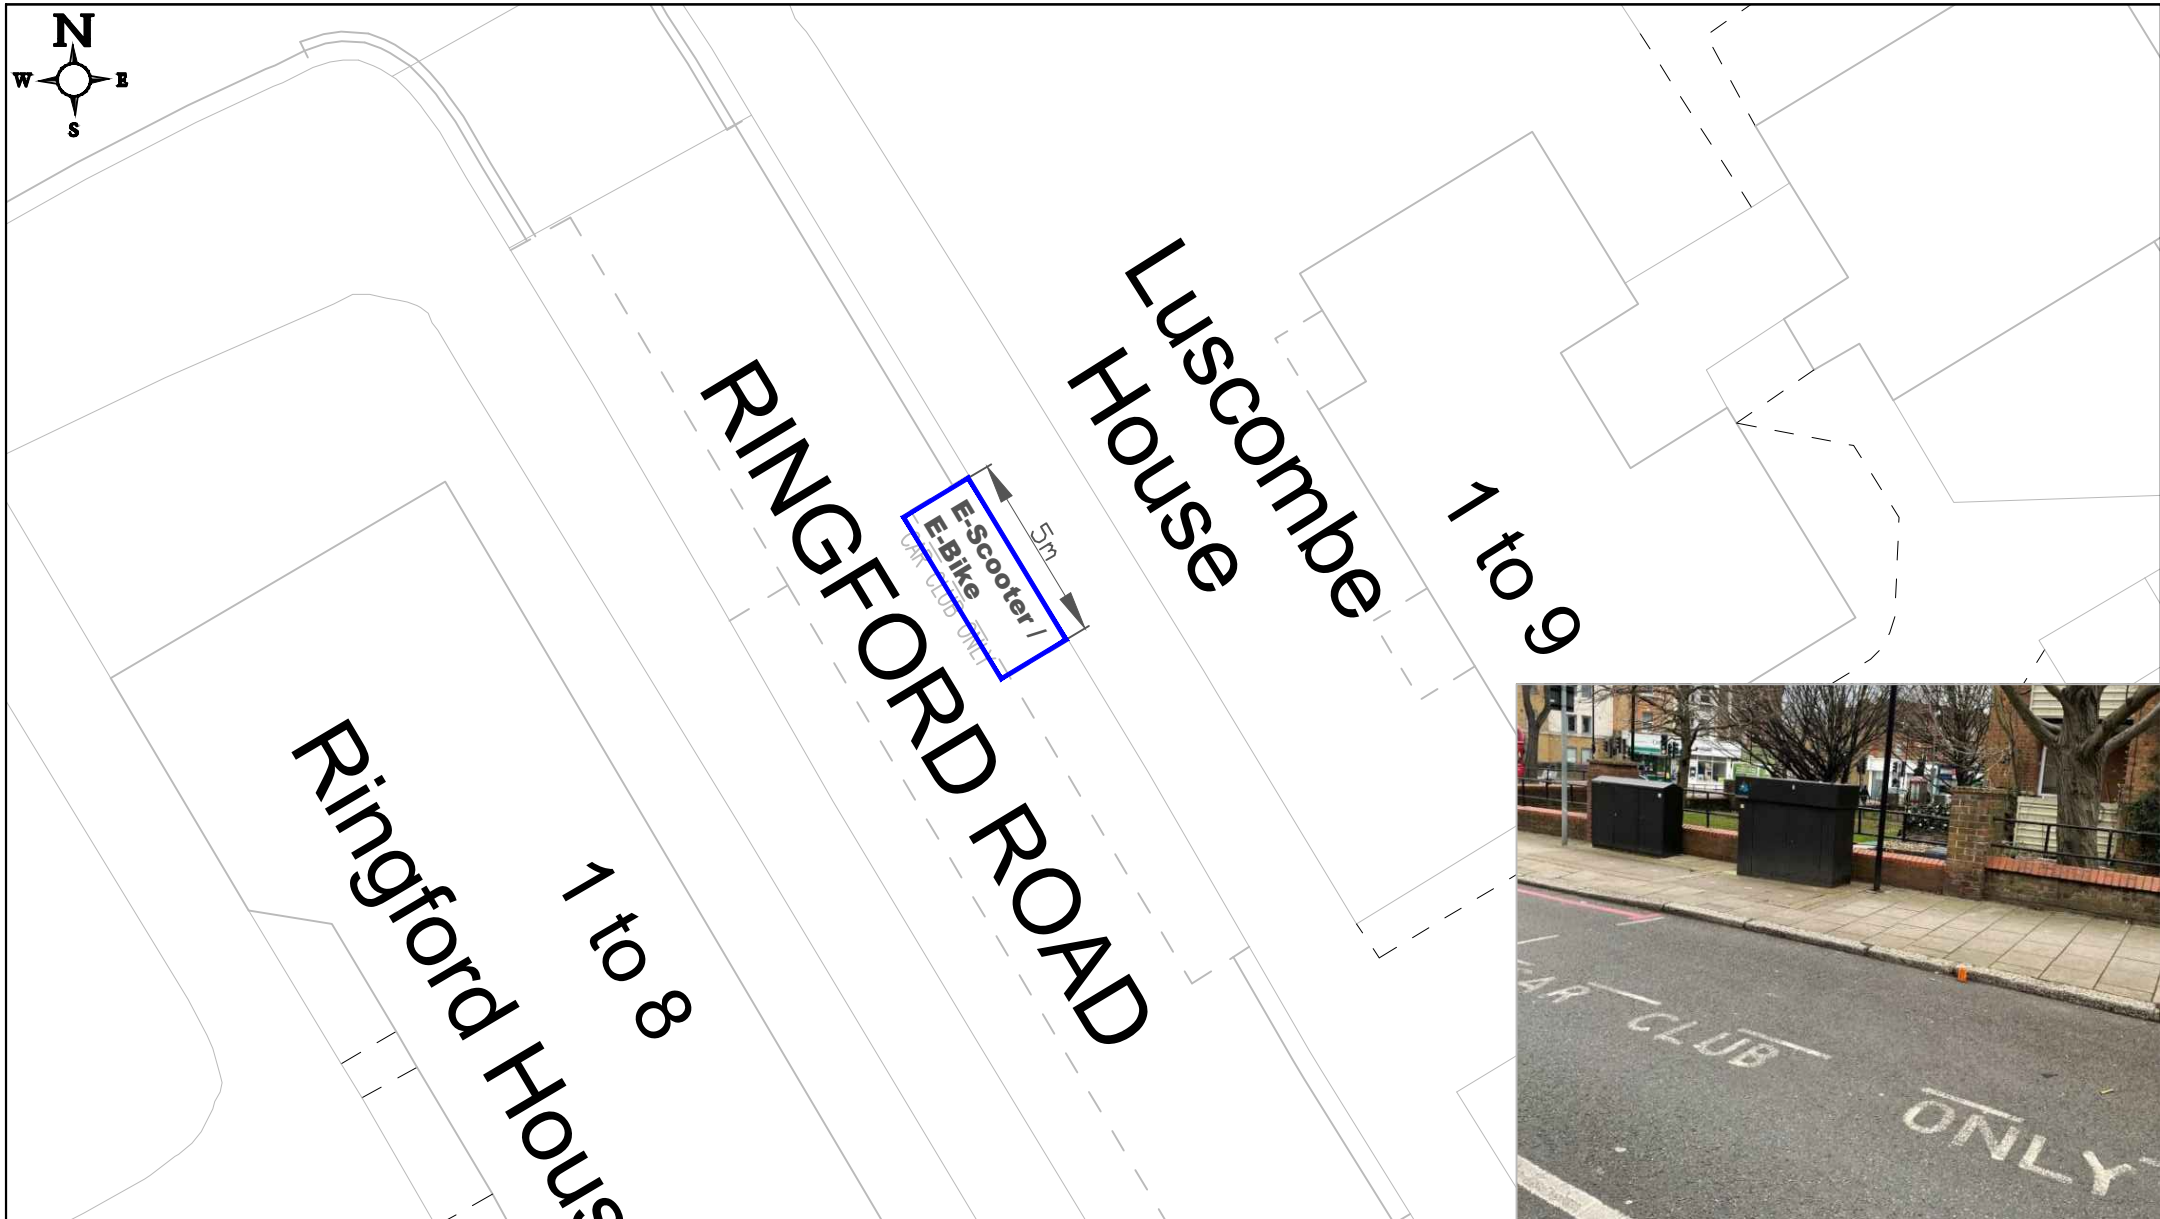 N
W E
S
Luscombe
House
1 to 9
RINGFORD ROAD
E-Scooter /
E-Bike
CAR CLUB ONLY
5m
Ringford Hous
1 to 8
CAR CLUB ONLY